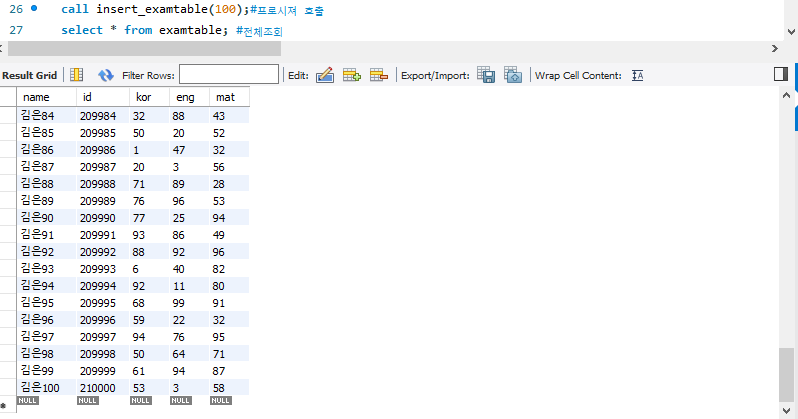 26 call insert_examtable(100);#프로시져 호출
27 select * from examtable; #전체조회
Result Grid Filter Rows: Edit: Export/Import: Wrap Cell Content: IA
name id kor eng mat
김은84 209984 32 88 43
김은85 209985 50 20 52
김은86 209986 1 47 32
김은87 209987 20 3 56
김은88 209988 71 89 28
김은89 209989 76 96 53
김은90 209990 77 25 94
김은91 209991 93 86 49
김은92 209992 88 92 96
김은93 209993 6 40 82
김은94 209994 92 11 80
김은95 209995 68 99 91
김은96 209996 59 22 32
김은97 209997 94 76 95
김은98 209998 50 64 71
김은99 209999 61 94 87
김은100 210000 53 3 58
* NULL NULL NULL NULL NULL